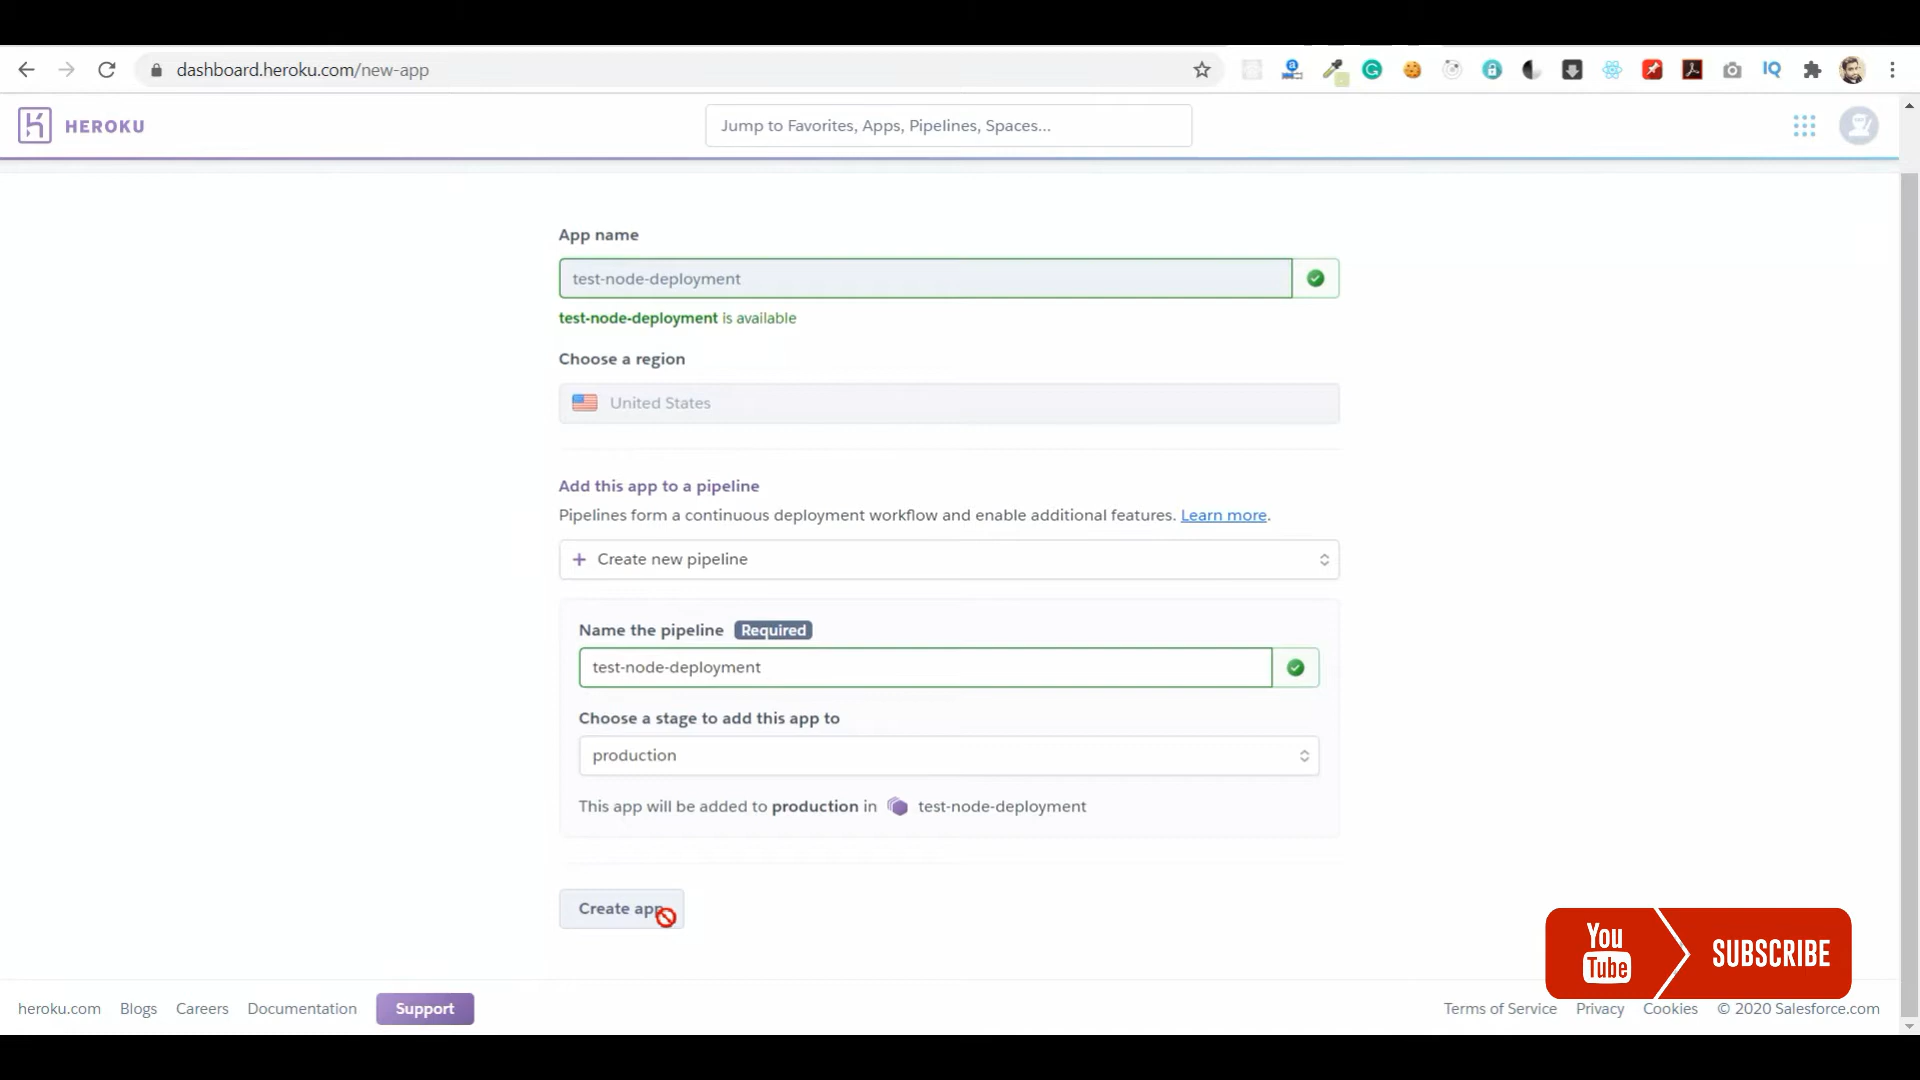 dashboard.heroku.com/new-app
IQ
HEROKU
Jump to Favorites, Apps, Pipelines, Spaces...
App name
test-node-deployment
test-node-deployment is available
Choose a region
United States
Add this app to a pipeline
Pipelines form a continuous deployment workflow and enable additional features. Learn more.
+ Create new pipeline
Name the pipeline Required
test-node-deployment
Choose a stage to add this app to
production
This app will be added to production in test-node-deployment
Create app
You
Tube
SUBSCRIBE
heroku.com Blogs Careers Documentation Support Terms of Service Privacy Cookies © 2020 Salesforce.com